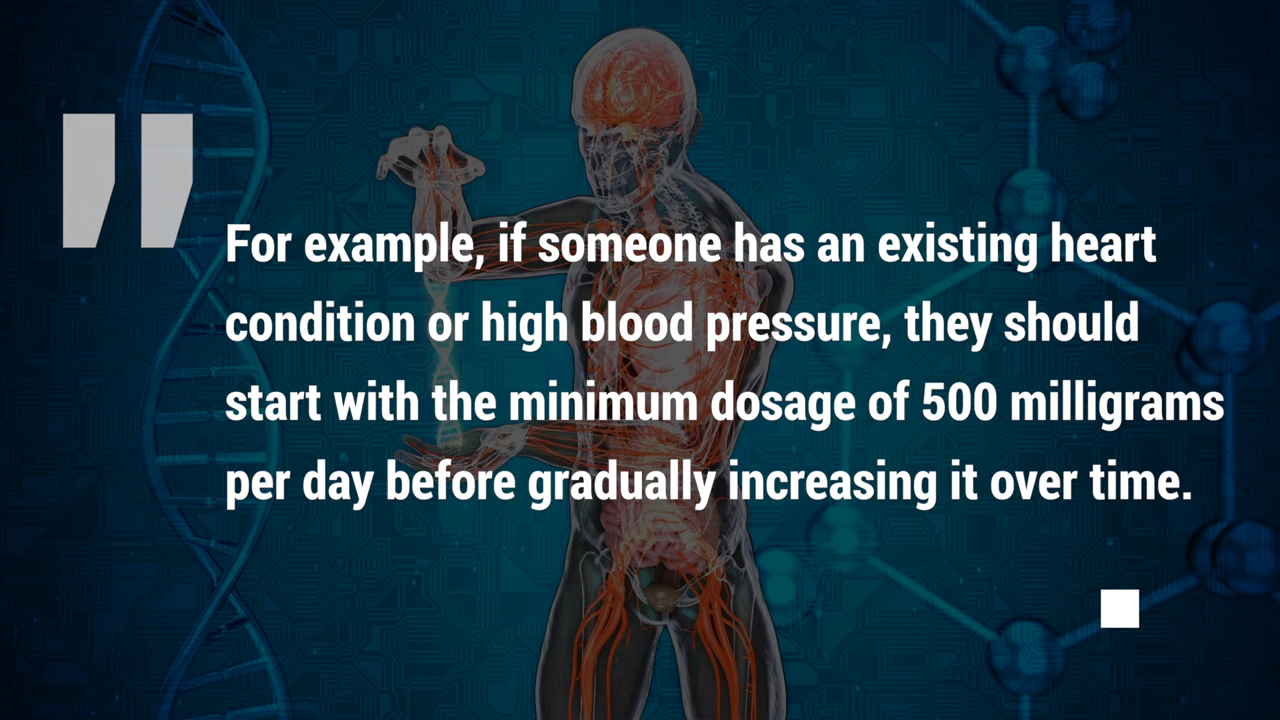 "
For example, if someone has an existing heart
condition or high blood pressure, they should
start with the minimum dosage of 500 milligrams
per day before gradually increasing it over time.